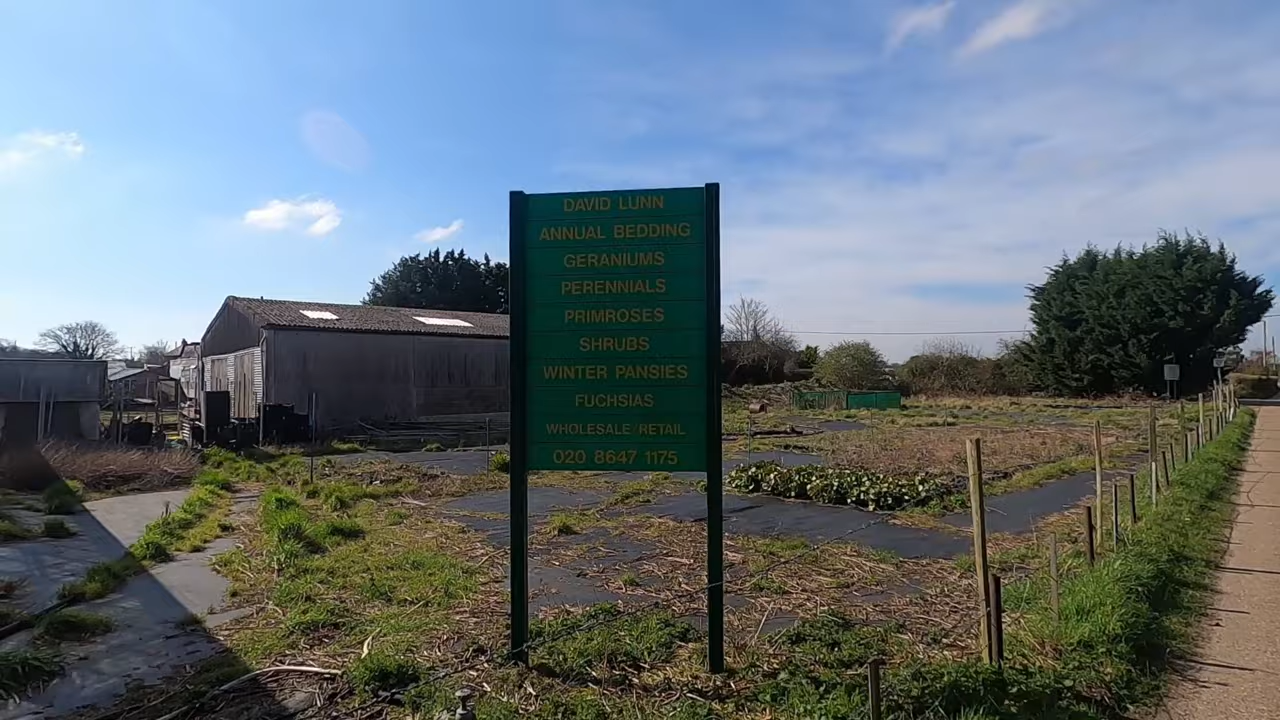 DAVID LUNN
ANNUAL BEDDING
GERANIUMS
PERENNIALS
PRIMROSES
SHRUBS
WINTER PANSIES
FUCHSIAS
WHOLESALE/RETAIL
020 8647 1175